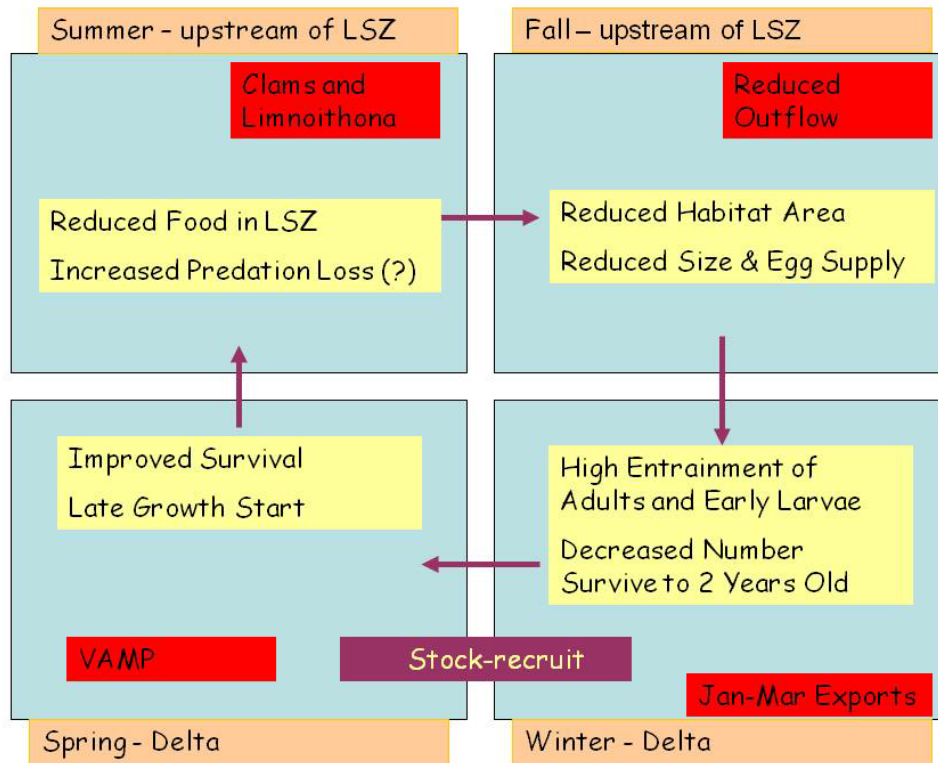 Summer - upstream of LSZ
Clams and
Limnoithona
Reduced Food in LSZ
Increased Predation Loss (?)
Fall – upstream of LSZ
Reduced
Outflow
Reduced Habitat Area
Reduced Size & Egg Supply
Improved Survival
Late Growth Start
VAMP
Spring - Delta
High Entrainment of
Adults and Early Larvae
Decreased Number
Survive to 2 Years Old
Stock-recruit
Jan-Mar Exports
Winter - Delta